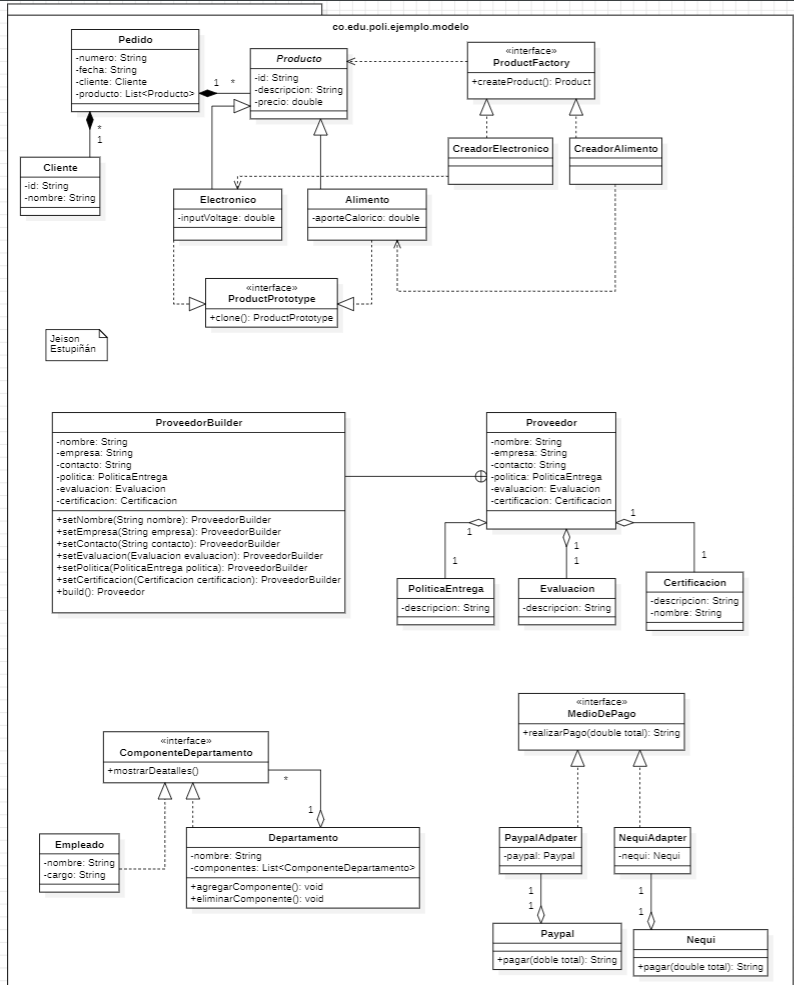 co.edu.poli.ejemplo.modelo
Pedido
-numero: String
-fecha: String
-cliente: Cliente
-producto: List<Producto>
1 *
*
1
Producto
-id: String
-descripcion: String
-precio: double
«interface»
ProductFactory
+createProduct(): Product
CreadorElectronico
CreadorAlimento
Cliente
-id: String
-nombre: String
Electronico
-inputVoltage: double
Alimento
-aporteCalorico: double
«interface»
ProductPrototype
+clone(): ProductPrototype
Jeison
Estupiñán
ProveedorBuilder
-nombre: String
-empresa: String
-contacto: String
-politica: PoliticaEntrega
-evaluacion: Evaluacion
-certificacion: Certificacion
+setNombre(String nombre): ProveedorBuilder
+setEmpresa(String empresa): ProveedorBuilder
+setContacto(String contacto): ProveedorBuilder
+setEvaluacion(Evaluacion evaluacion): ProveedorBuilder
+setPolitica(PoliticaEntrega politica): ProveedorBuilder
+setCertificacion(Certificacion certificacion): ProveedorBuilder
+build(): Proveedor
Proveedor
-nombre: String
-empresa: String
-contacto: String
-politica: PoliticaEntrega
-evaluacion: Evaluacion
-certificacion: Certificacion
1
1
1
1
1
1
PoliticaEntrega
-descripcion: String
Evaluacion
-descripcion: String
Certificacion
-descripcion: String
-nombre: String
«interface»
ComponenteDepartamento
+mostrarDeatalles()
*
1
Empleado
-nombre: String
-cargo: String
Departamento
-nombre: String
-componentes: List<ComponenteDepartamento>
+agregarComponente(): void
+eliminarComponente(): void
«interface»
MedioDePago
+realizarPago(double total): String
PaypalAdpater
-paypal: Paypal
NequiAdapter
-nequi: Nequi
1
1
1
1
Paypal
+pagar(doble total): String
Nequi
+pagar(double total): String